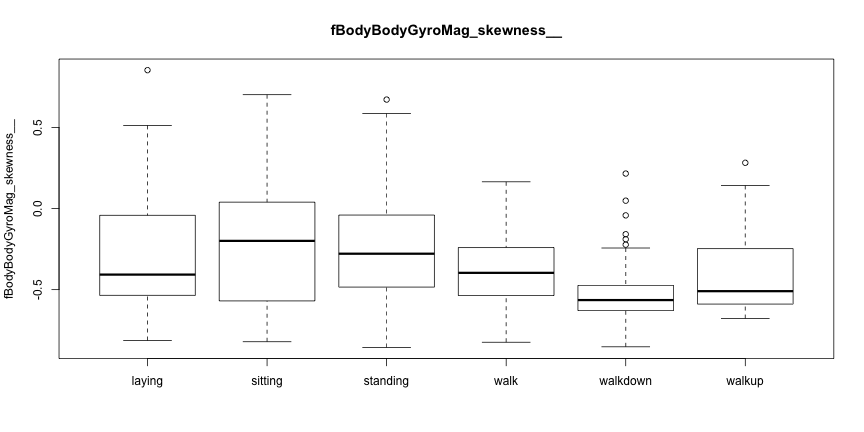 fBodyBodyGyroMag_skewness__
fBodyBodyGyroMag_skewness__
0.5
0.0
-0.5
laying sitting standing walk walkdown walkup